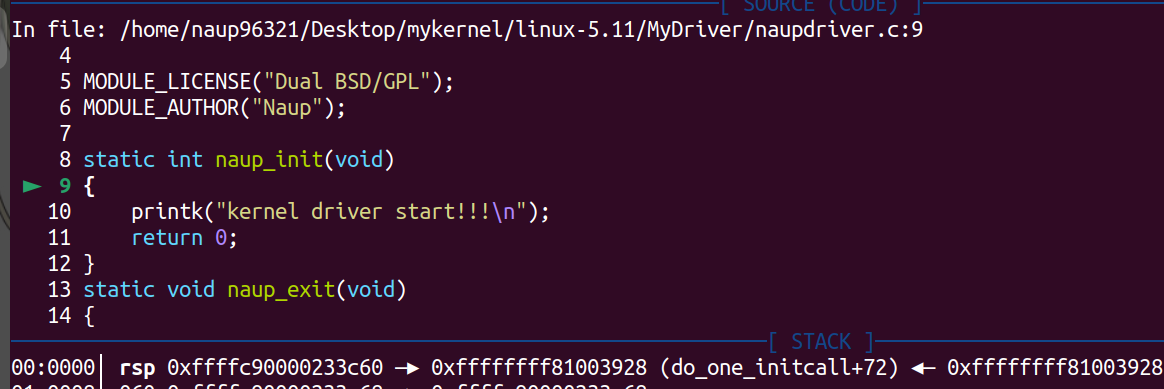 [ SOURCE (CODE) ]
In file: /home/naup96321/Desktop/mykernel/linux-5.11/MyDriver/naupdriver.c:9
4
5 MODULE_LICENSE("Dual BSD/GPL");
6 MODULE_AUTHOR("Naup");
7
8 static int naup_init(void)
► 9 {
10     printk("kernel driver start!!!\n");
11     return 0;
12 }
13 static void naup_exit(void)
14 {
[ STACK ]
00:0000│ rsp 0xffffc90000233c60 —▸ 0xffffffff81003928 (do_one_initcall+72) ◂— 0xffffffff81003928